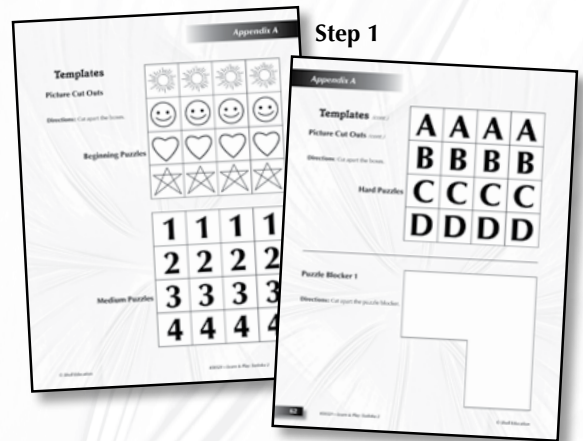 Step 1
Appendix A
Templates
Picture Cut Outs
Directions: Cut apart the boxes.
Beginning Puzzles
1 1 1 1
2 2 2 2
3 3 3 3
4 4 4 4
Medium Puzzles
© Shell Education
Appendix A
Templates (cont.)
Picture Cut Outs (cont.)
Directions: Cut apart the boxes.
Hard Puzzles
A A A A
B B B B
C C C C
D D D D
Puzzle Blocker 1
Directions: Cut apart the puzzle blocker.
62
© Shell Education